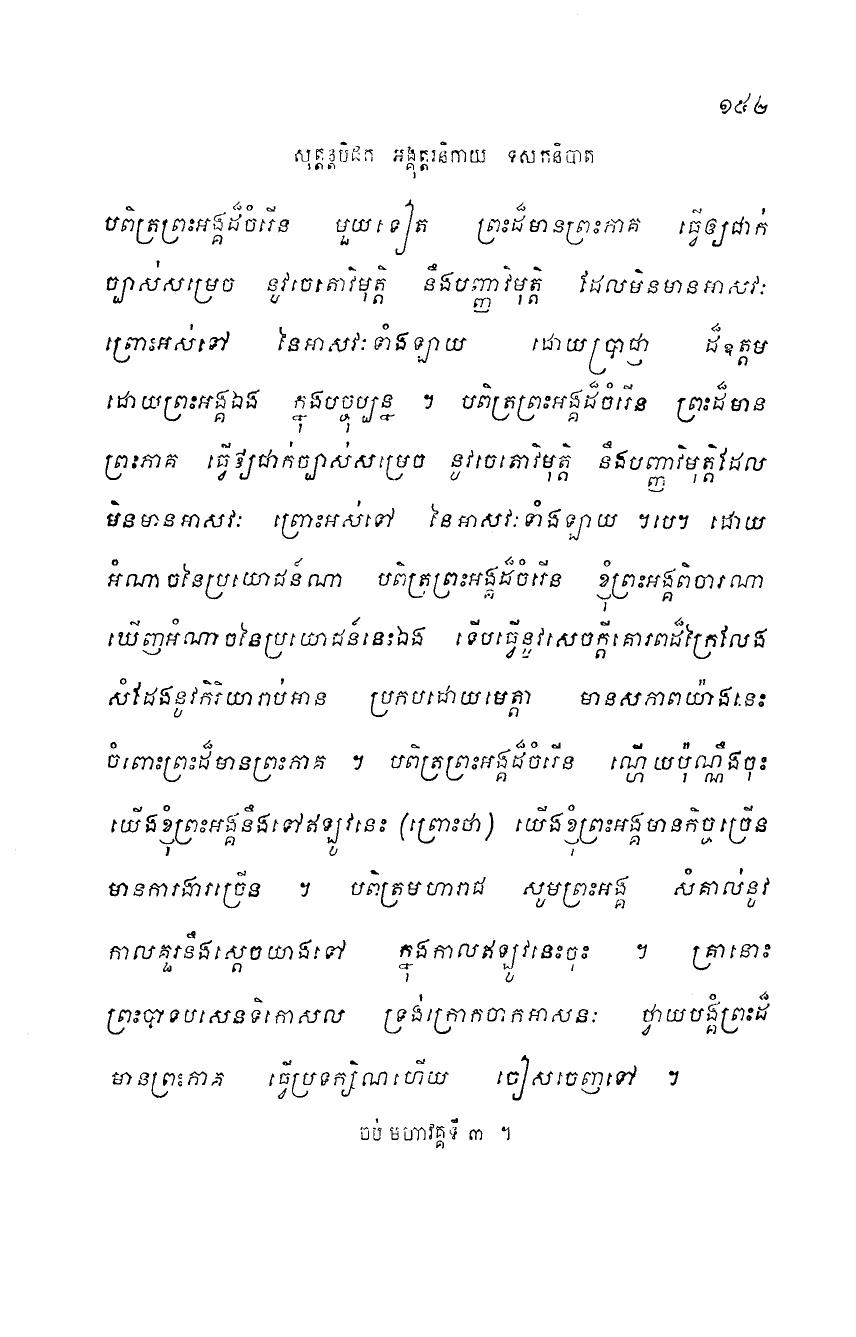 ១៥២
សុត្តន្តបិដក អង្គុត្តរនិកាយ ទសកនិបាត
បពិត្រព្រះអង្គដ៏ចំរើន មួយទៀត ព្រះដ៏មានព្រះភាគ ធ្វើឲ្យជាក់
ច្បាស់សម្រេច នូវចេតោវិមុត្តិ នឹងបញ្ញាវិមុត្តិ ដែលមិនមានអាសវៈ
ព្រោះអស់ទៅ នៃអាសវៈទាំងឡាយ ដោយប្រាជ្ញា ដ៏ឧត្តម
ដោយព្រះអង្គឯង ក្នុងបច្ចុប្បន្ន ។ បពិត្រព្រះអង្គដ៏ចំរើន ព្រះដ៏មាន
ព្រះភាគ ធ្វើឱ្យជាក់ច្បាស់សម្រេច នូវចេតោវិមុត្តិ នឹងបញ្ញាវិមុត្តិដែល
មិនមានអាសវៈ ព្រោះអស់ទៅ នៃអាសវៈទាំងឡាយ ។បេ។ ដោយ
អំណាចនៃប្រយោជន៍ណា បពិត្រព្រះអង្គដ៏ចំរើន ខ្ញុំព្រះអង្គពិចារណា
ឃើញអំណាចនៃប្រយោជន៍នេះឯង ទើបធ្វើនូវសេចក្តីគោរពដ៏ក្រៃលែង
សំដែងនូវកិរិយារាប់អាន ប្រកបដោយមេត្តា មានសភាពយ៉ាងនេះ
ចំពោះព្រះដ៏មានព្រះភាគ ។ បពិត្រព្រះអង្គដ៏ចំរើន ណ្ហើយប៉ុណ្ណឹងចុះ
យើងខ្ញុំព្រះអង្គនឹងទៅឥឡូវនេះ (ព្រោះថា) យើងខ្ញុំព្រះអង្គមានកិច្ចច្រើន
មានការងារច្រើន ។ បពិត្រមហារាជ សូមព្រះអង្គ សំគាល់នូវ
កាលគួរនឹងស្តេចយាងទៅ ក្នុងកាលឥឡូវនេះចុះ ។ គ្រានោះ
ព្រះបាទបសេនទិកោសល ទ្រង់ក្រោកចាកអាសនៈ ថ្វាយបង្គំព្រះដ៏
មានព្រះភាគ ធ្វើប្រទក្សិណហើយ ចៀសចេញទៅ ។
ចប់ មហាវគ្គទី ៣ ។